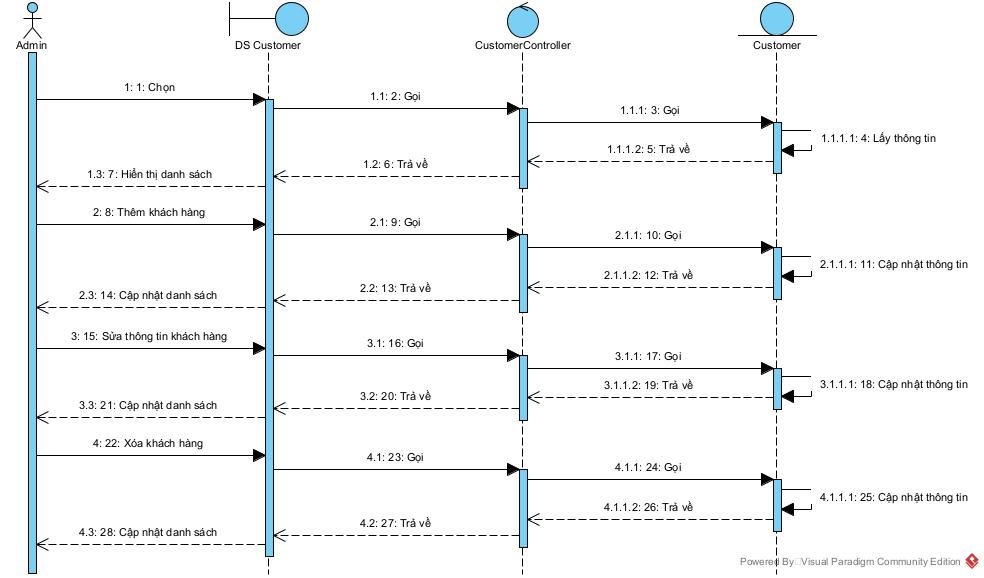 Admin
DS Customer
CustomerController
Customer
1: 1: Chọn
1.1: 2: Gọi
1.1.1: 3: Gọi
1.1.1.1: 4: Lấy thông tin
1.1.1.2: 5: Trả về
1.2: 6: Trả về
1.3: 7: Hiển thị danh sách
2: 8: Thêm khách hàng
2.1: 9: Gọi
2.1.1: 10: Gọi
2.1.1.1: 11: Cập nhật thông tin
2.1.1.2: 12: Trả về
2.2: 13: Trả về
2.3: 14: Cập nhật danh sách
3: 15: Sửa thông tin khách hàng
3.1: 16: Gọi
3.1.1: 17: Gọi
3.1.1.1: 18: Cập nhật thông tin
3.1.1.2: 19: Trả về
3.2: 20: Trả về
3.3: 21: Cập nhật danh sách
4: 22: Xóa khách hàng
4.1: 23: Gọi
4.1.1: 24: Gọi
4.1.1.1: 25: Cập nhật thông tin
4.1.1.2: 26: Trả về
4.2: 27: Trả về
4.3: 28: Cập nhật danh sách
Powered By Visual Paradigm Community Edition